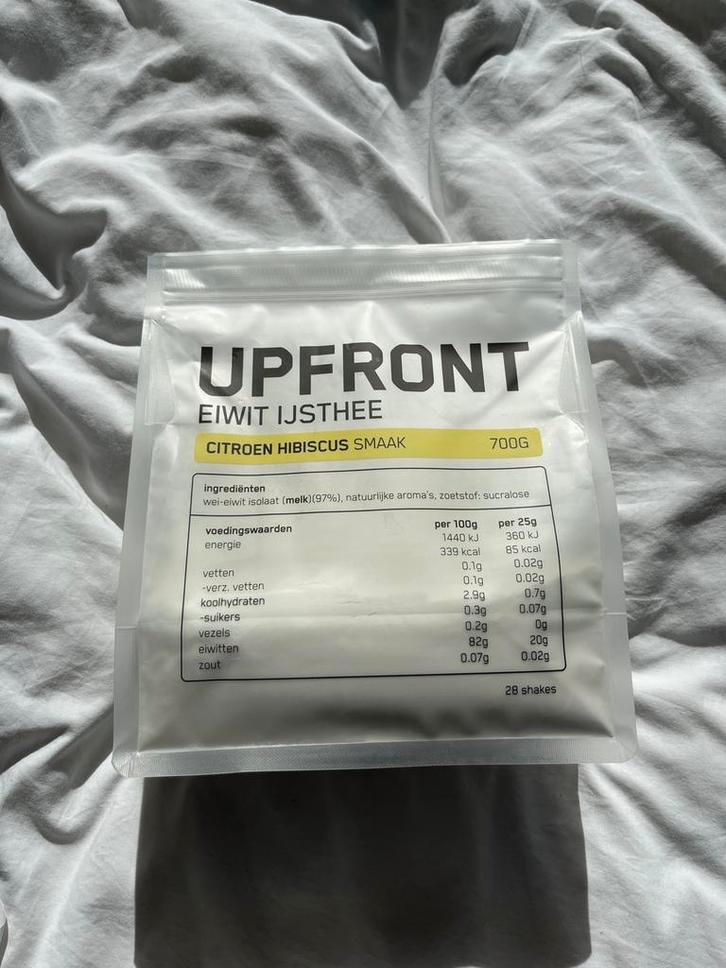 UPFRONT
EIWIT IJSTHEE
CITROEN HIBISCUS SMAAK 700G
ingrediënten
wei-eiwit isolaat (melk)(97%), natuurlijke aroma's, zoetstof: sucralose
voedingswaarden per 100g per 25g
energie 1440 kJ 360 kJ
339 kcal 85 kcal
vetten 0.1g 0.02g
-verz. vetten 0.1g 0.02g
koolhydraten 2.9g 0.7g
-suikers 0.3g 0.07g
vezels 0.2g 0g
eiwitten 82g 20g
zout 0.07g 0.02g
28 shakes